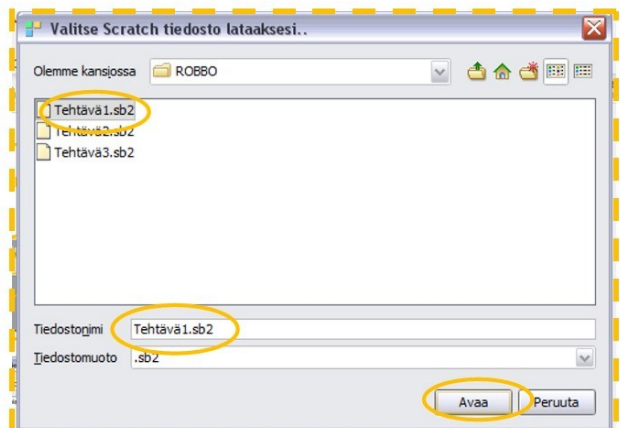 Valitse Scratch tiedosto lataaksesi..
Olemme kansjossa ROBBO
Tehtävä1.sb2
Tehtävä2.sb2
Tehtävä3.sb2
Tiedostonimi Tehtävä1.sb2
Tiedostomuoto .sb2
Avaa Peruuta